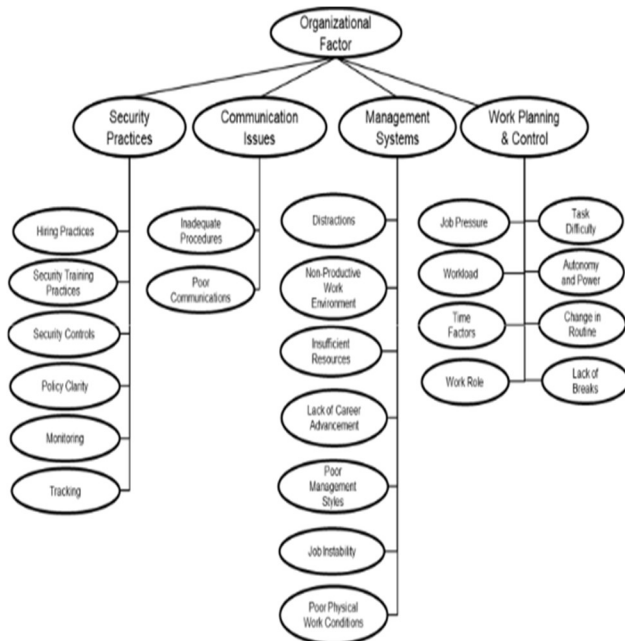 Organizational
Factor
Security
Practices
Communication
Issues
Management
Systems
Work Planning
& Control
Hiring Practices
Security Training
Practices
Security Controls
Policy Clarity
Monitoring
Tracking
Inadequate
Procedures
Poor
Communications
Distractions
Non-Productive
Work
Environment
Insufficient
Resources
Lack of Career
Advancement
Poor
Management
Styles
Job Instability
Poor Physical
Work Conditions
Job Pressure
Task
Difficulty
Workload
Autonomy
and Power
Time
Factors
Change in
Routine
Work Role
Lack of
Breaks